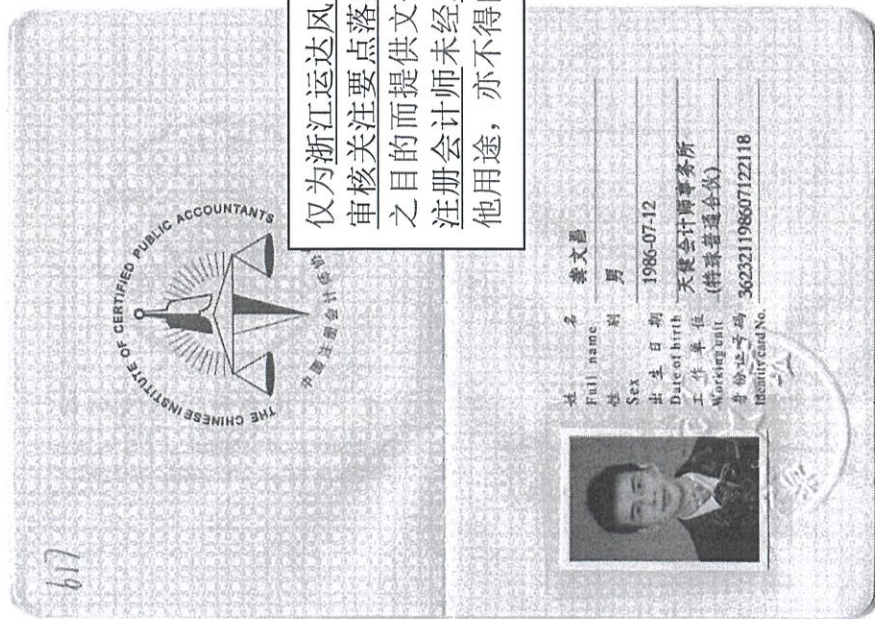 617
THE CHINESE INSTITUTE OF CERTIFIED PUBLIC ACCOUNTANTS
中国注册会计师协
仅为浙江运达风
审核关注要点落
之目的而提供文
注册会计师未经
他用途，亦不得
姓 名
Full name
龚文昌
性 别
Sex
男
出 生 日 期
Date of birth
1986-07-12
工 作 单 位
Working unit
天健会计师事务所
(特殊普通合伙)
身份证号码
Identity card No.
362321198607122118